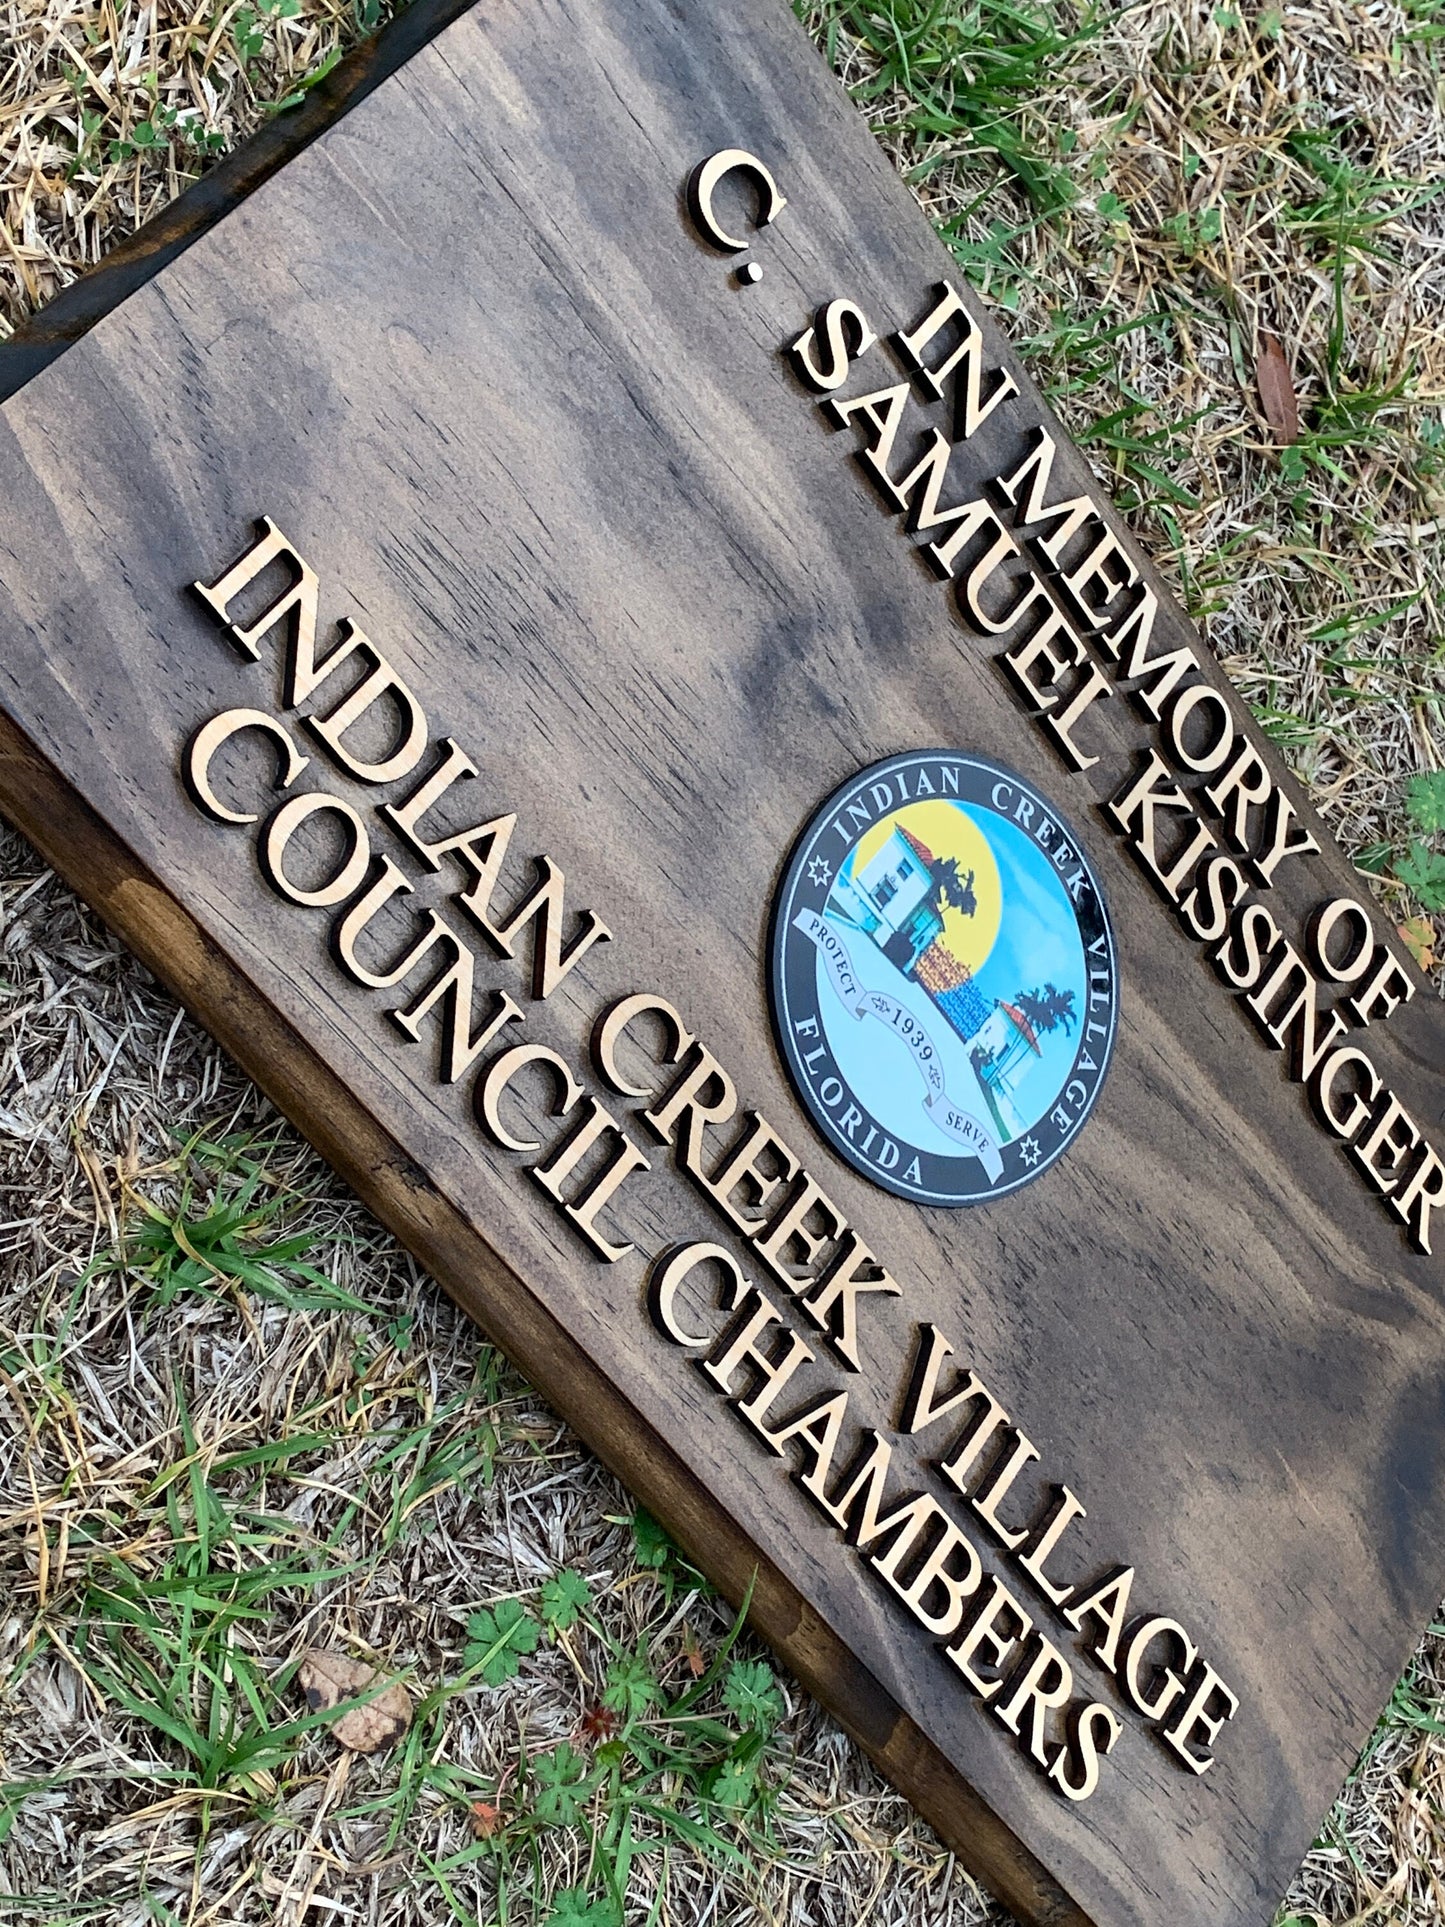 IN MEMORY OF
C. SAMUEL KISSINGER
INDIAN CREEK VILLAGE
PROTECT 1939 SERVE
FLORIDA
INDIAN CREEK VILLAGE
COUNCIL CHAMBERS